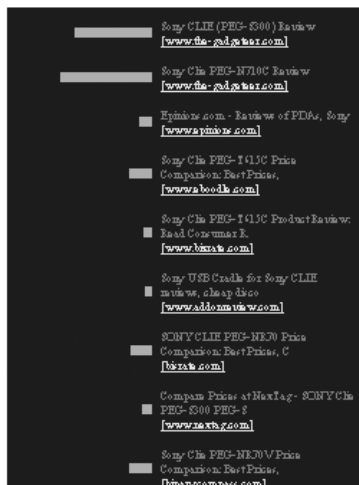 Sony CLIE (PEG-S300) Review
[www.the-gadgeteer.com]
Sony Clie PEG-N710C Review
[www.the-gadgeteer.com]
Epinions.com - Reviews of PDAs, Sony
[www.epinions.com]
Sony Clie PEG-T615C Price
Comparison: Best Prices,
[www.aboodle.com]
Sony Clie PEG-T615C Product Review:
Read Consumer R
[www.bizrate.com]
Sony USB Cradle for Sony CLIE
reviews, cheap disco
[www.addonreview.com]
SONY CLIE PEG-NR70 Price
Comparison: Best Prices, C
[bizrate.com]
Compare Prices at NexTag - SONY Clie
PEG-S300 PEG-S
[www.nextag.com]
Sony Clie PEG-NR70V Price
Comparison: Best Prices,